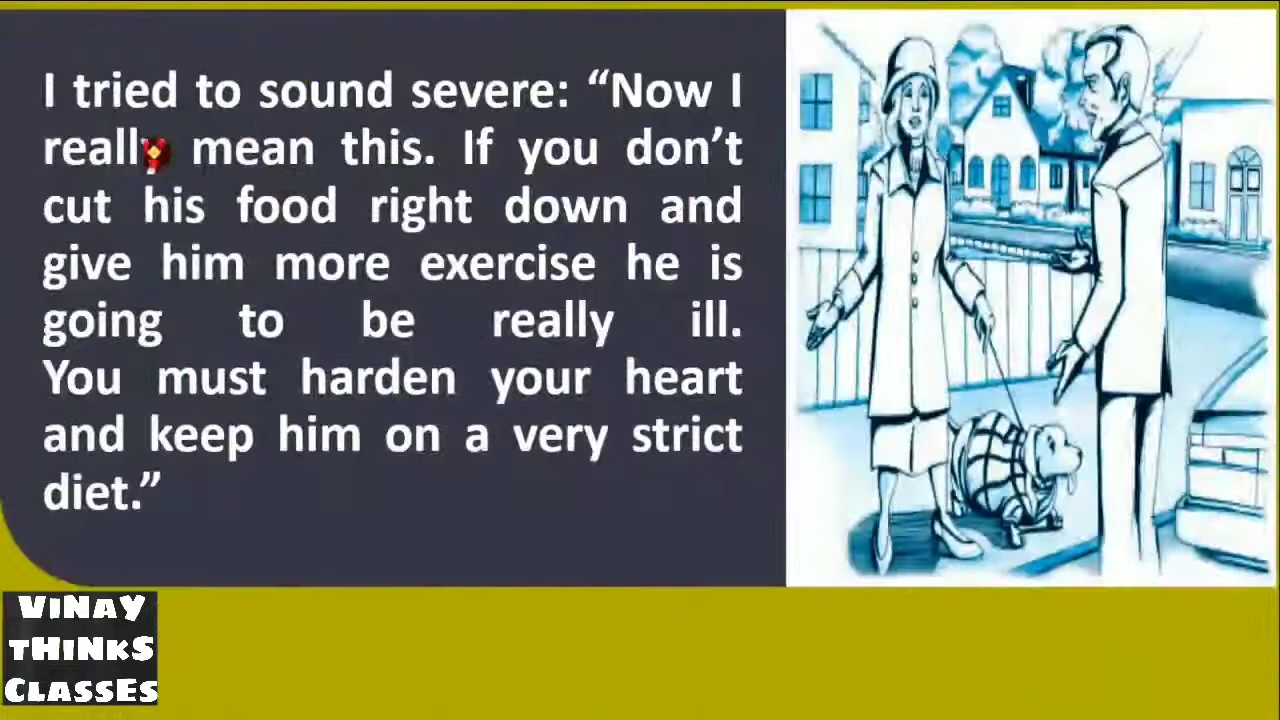 I tried to sound severe: “Now I
really mean this. If you don’t
cut his food right down and
give him more exercise he is
going to be really ill.
You must harden your heart
and keep him on a very strict
diet.”
VINAY
THINKS
CLASSES